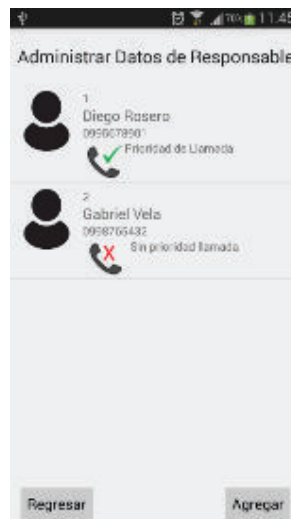 70% 11:45
Administrar Datos de Responsable
1
Diego Rosero
Prioridad de Llamada
2
Gabriel Vela
0998765432
Sin prioridad llamada
Regresar
Agregar